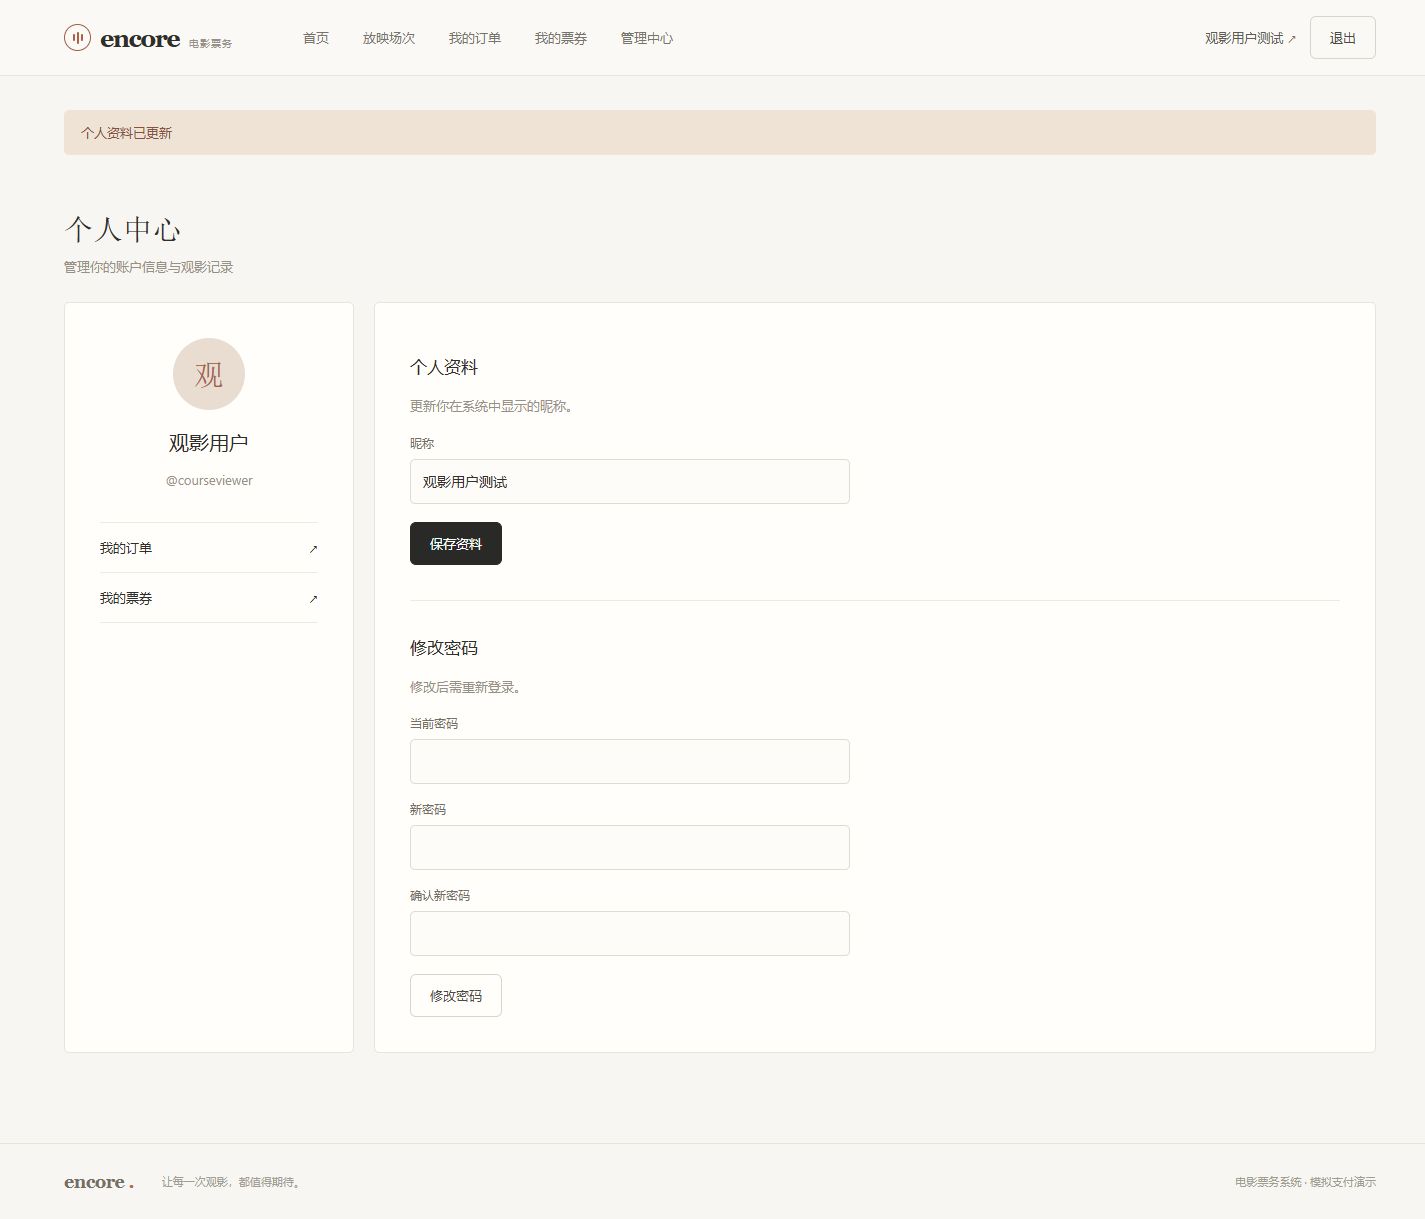 encore 电影票务 首页 放映场次 我的订单 我的票券 管理中心 观影用户测试 ↗ 退出
个人资料已更新
个人中心
管理你的账户信息与观影记录
观
观影用户
@courseviewer
我的订单 ↗
我的票券 ↗
个人资料
更新你在系统中显示的昵称。
昵称
观影用户测试
保存资料
修改密码
修改后需重新登录。
当前密码
新密码
确认新密码
修改密码
encore . 让每一次观影，都值得期待。 电影票务系统 · 模拟支付演示